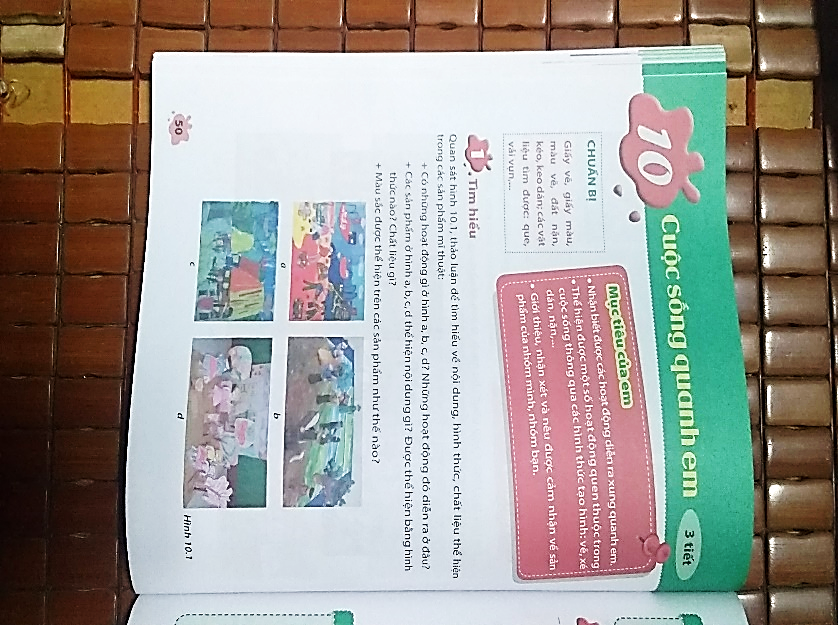 10
Cuộc sống quanh em
3 tiết
CHUẨN BỊ
Giấy vẽ, giấy màu,
màu vẽ, đất nặn,
kéo, keo dán; các vật
liệu tìm được: que,
vải vụn,...
Mục tiêu của em
• Nhận biết được các hoạt động diễn ra xung quanh em.
• Thể hiện được một số hoạt động quen thuộc trong
cuộc sống thông qua các hình thức tạo hình: vẽ, xé
dán, nặn,...
• Giới thiệu, nhận xét và nêu được cảm nhận về sản
phẩm của nhóm mình, nhóm bạn.
1 Tìm hiểu
Quan sát hình 10.1, thảo luận để tìm hiểu về nội dung, hình thức, chất liệu thể hiện
trong các sản phẩm mĩ thuật:
+ Có những hoạt động gì ở hình a, b, c, d? Những hoạt động đó diễn ra ở đâu?
+ Các sản phẩm ở hình a, b, c, d thể hiện nội dung gì? Được thể hiện bằng hình
thức nào? Chất liệu gì?
+ Màu sắc được thể hiện trên các sản phẩm như thế nào?
a
b
c
d
Hình 10.1
50